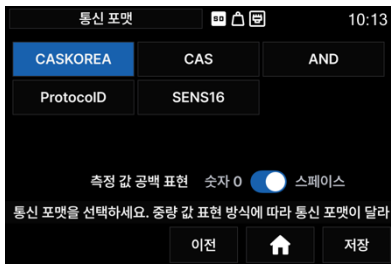 통신 포맷 SD 10:13
CASKOREA CAS AND
ProtocolD SENS16
측정 값 공백 표현 숫자 0 스페이스
통신 포맷을 선택하세요. 중량 값 표현 방식에 따라 통신 포맷이 달라
이전 저장